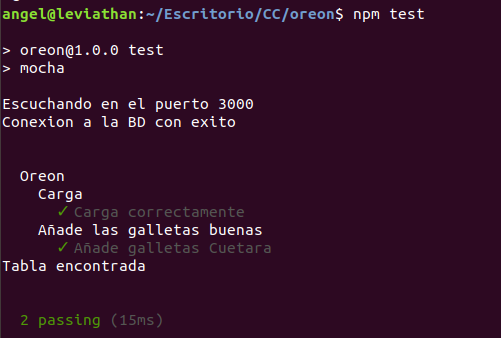 angel@leviathan:~/Escritorio/CC/oreon$ npm test
> oreon@1.0.0 test
> mocha
Escuchando en el puerto 3000
Conexion a la BD con exito
Oreon
Carga
✓ Carga correctamente
Añade las galletas buenas
✓ Añade galletas Cuetara
Tabla encontrada
2 passing (15ms)